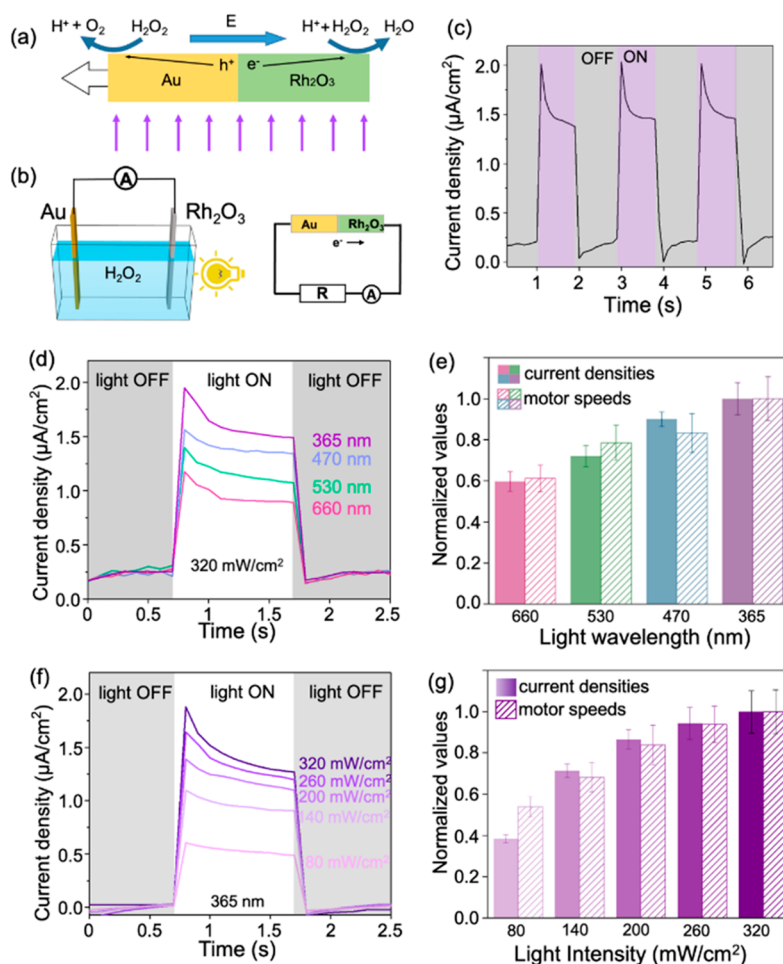 (a)
H⁺ + O₂
H₂O₂
E
H⁺+ H₂O₂
H₂O
h⁺
e⁻
Au
Rh₂O₃
(b)
A
Au
Rh₂O₃
H₂O₂
Au
Rh₂O₃
e⁻
R
A
(c)
OFF ON
Current density (μA/cm²)
2.0
1.5
1.0
0.5
0.0
1 2 3 4 5 6
Time (s)
(d)
light OFF
light ON
light OFF
Current density (μA/cm²)
2.0
1.5
1.0
0.5
0.0
365 nm
470 nm
530 nm
660 nm
320 mW/cm²
0.0 0.5 1.0 1.5 2.0 2.5
Time (s)
(e)
current densities
motor speeds
Normalized values
1.0
0.8
0.6
0.4
0.2
0.0
660 530 470 365
Light wavelength (nm)
(f)
light OFF
light ON
light OFF
Current density (μA/cm²)
2.0
1.5
1.0
0.5
0.0
320 mW/cm²
260 mW/cm²
200 mW/cm²
140 mW/cm²
80 mW/cm²
365 nm
0.0 0.5 1.0 1.5 2.0 2.5
Time (s)
(g)
current densities
motor speeds
Normalized values
1.0
0.8
0.6
0.4
0.2
0.0
80 140 200 260 320
Light Intensity (mW/cm²)